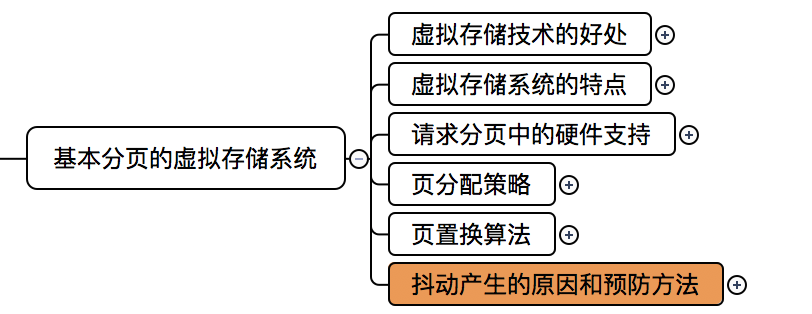 虚拟存储技术的好处
虚拟存储系统的特点
请求分页中的硬件支持
基本分页的虚拟存储系统
页分配策略
页置换算法
抖动产生的原因和预防方法